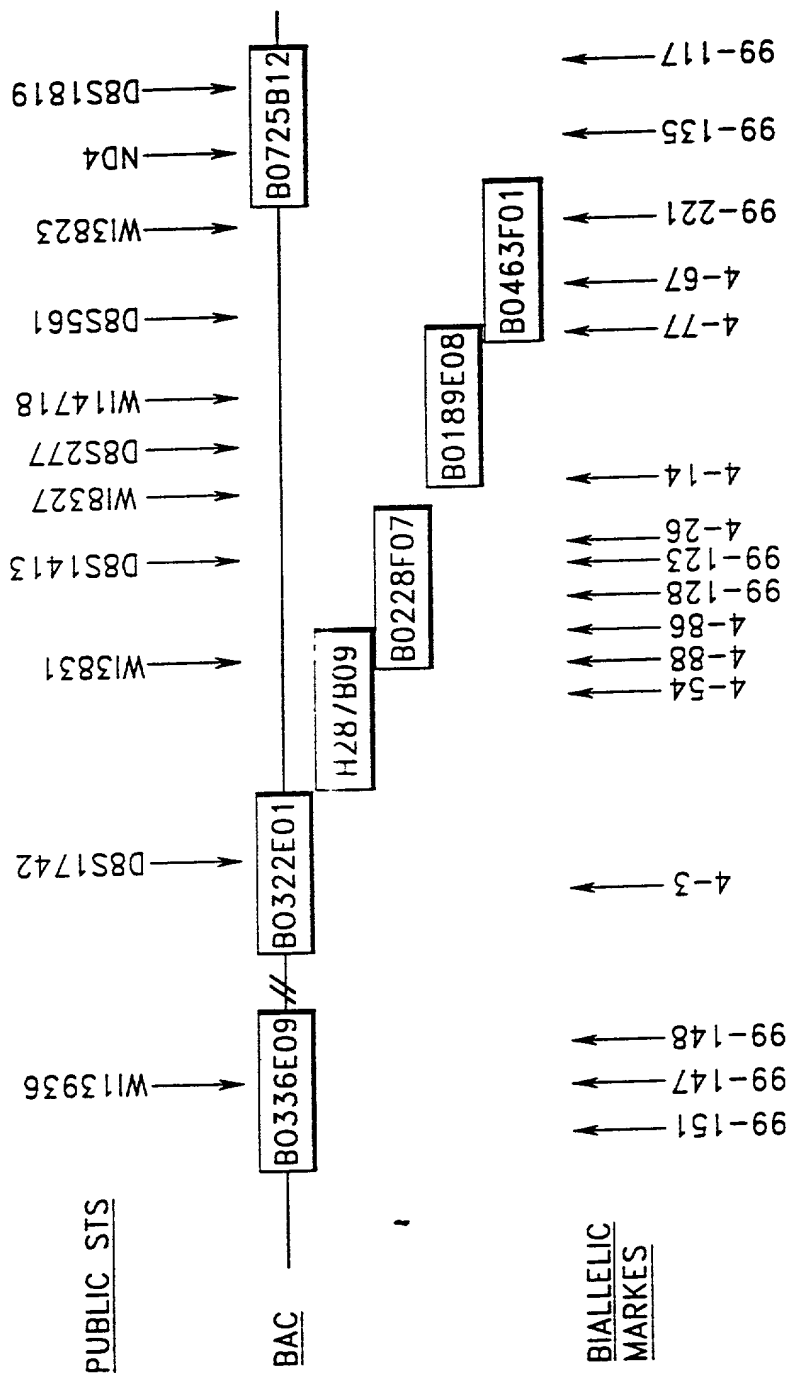 PUBLIC STS
WI13936
D8S1742
WI3831
D8S1413
WI8327
D8S277
WI14718
D8S561
WI3823
ND4
D8S1819
BAC
B0336E09
B0322E01
H287B09
B0228F07
B0189E08
B0463F01
B0725B12
BIALLELIC
MARKES
99-151
99-147
99-148
4-3
4-54
4-88
4-86
99-128
99-123
4-26
4-14
4-77
4-67
99-221
99-135
99-117